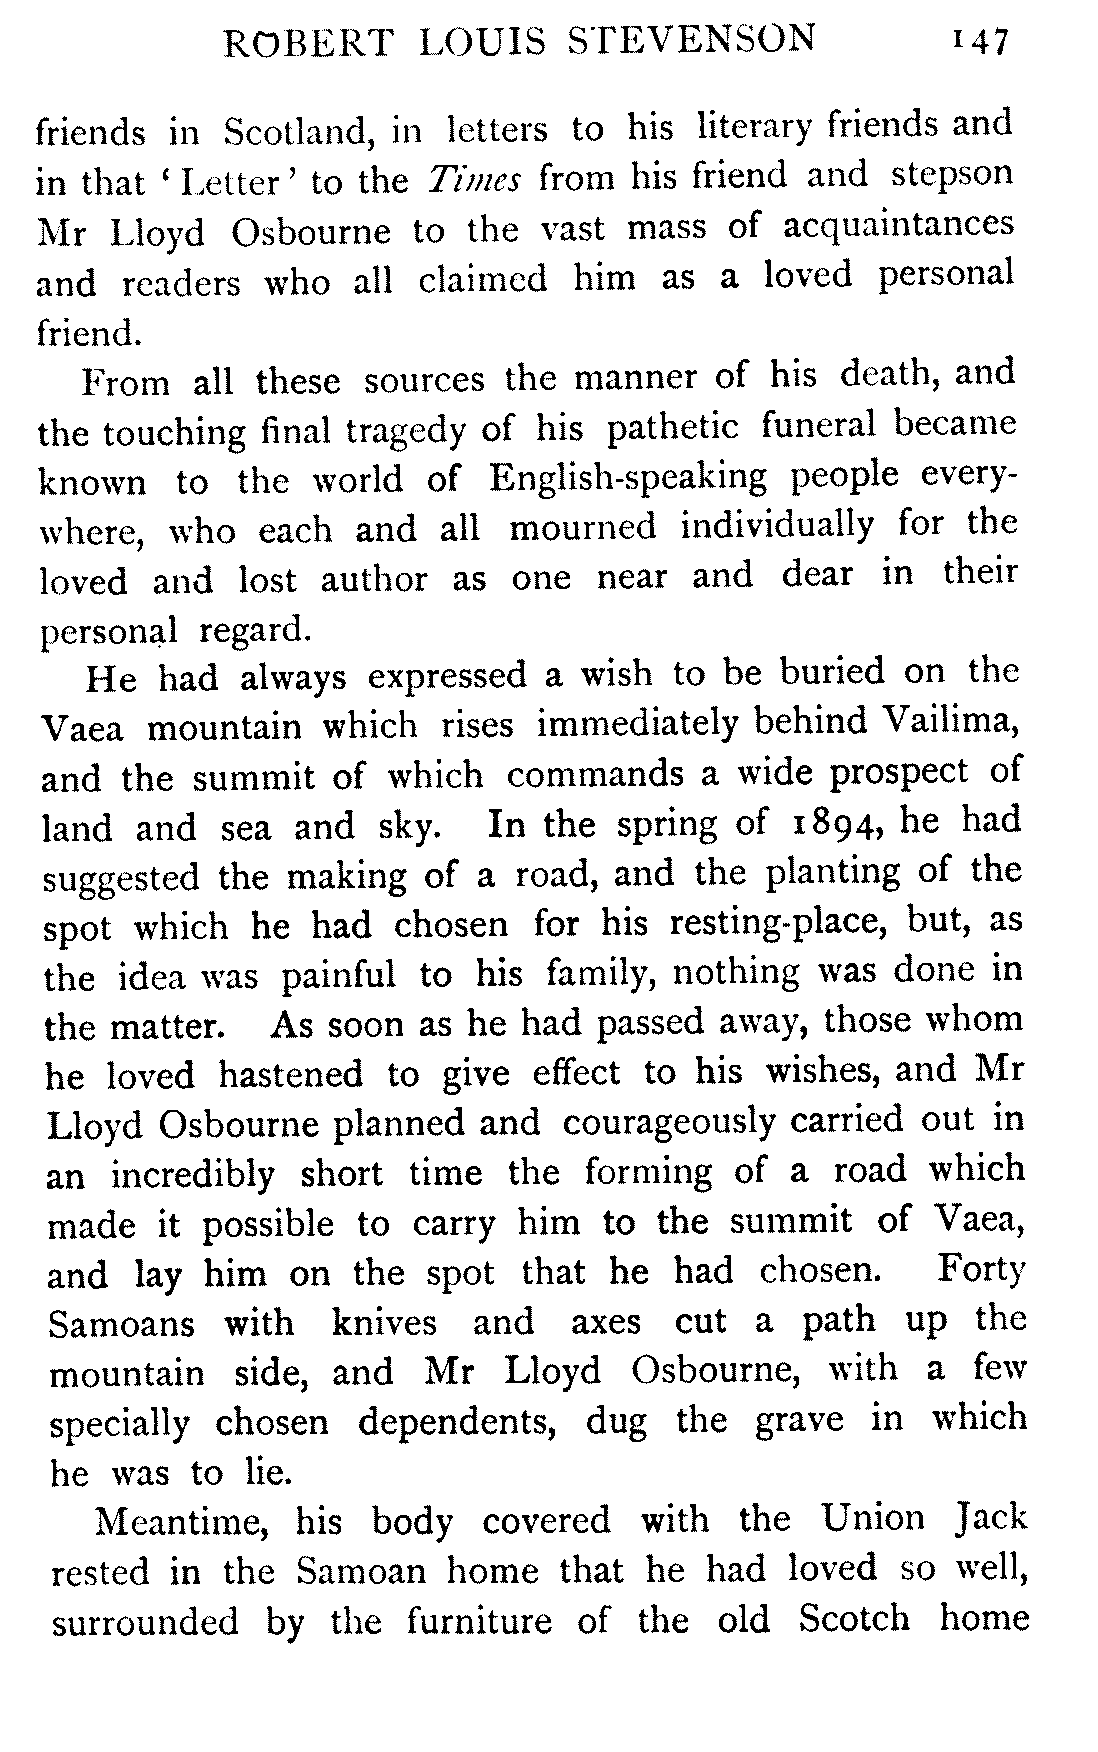 ROBERT LOUIS STEVENSON 147
friends in Scotland, in letters to his literary friends and
in that ‘ Letter ’ to the Times from his friend and stepson
Mr Lloyd Osbourne to the vast mass of acquaintances
and readers who all claimed him as a loved personal
friend.
From all these sources the manner of his death, and
the touching final tragedy of his pathetic funeral became
known to the world of English-speaking people every-
where, who each and all mourned individually for the
loved and lost author as one near and dear in their
personal regard.
He had always expressed a wish to be buried on the
Vaea mountain which rises immediately behind Vailima,
and the summit of which commands a wide prospect of
land and sea and sky. In the spring of 1894, he had
suggested the making of a road, and the planting of the
spot which he had chosen for his resting-place, but, as
the idea was painful to his family, nothing was done in
the matter. As soon as he had passed away, those whom
he loved hastened to give effect to his wishes, and Mr
Lloyd Osbourne planned and courageously carried out in
an incredibly short time the forming of a road which
made it possible to carry him to the summit of Vaea,
and lay him on the spot that he had chosen. Forty
Samoans with knives and axes cut a path up the
mountain side, and Mr Lloyd Osbourne, with a few
specially chosen dependents, dug the grave in which
he was to lie.
Meantime, his body covered with the Union Jack
rested in the Samoan home that he had loved so well,
surrounded by the furniture of the old Scotch home